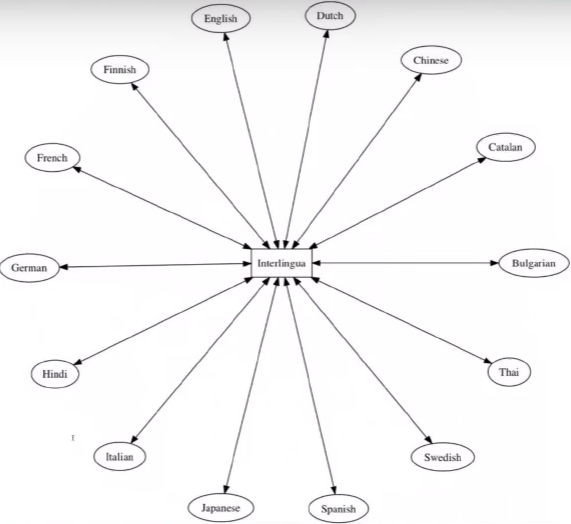 English
Dutch
Finnish
Chinese
French
Catalan
German
Interlingua
Bulgarian
Hindi
Thai
Italian
Swedish
Japanese
Spanish